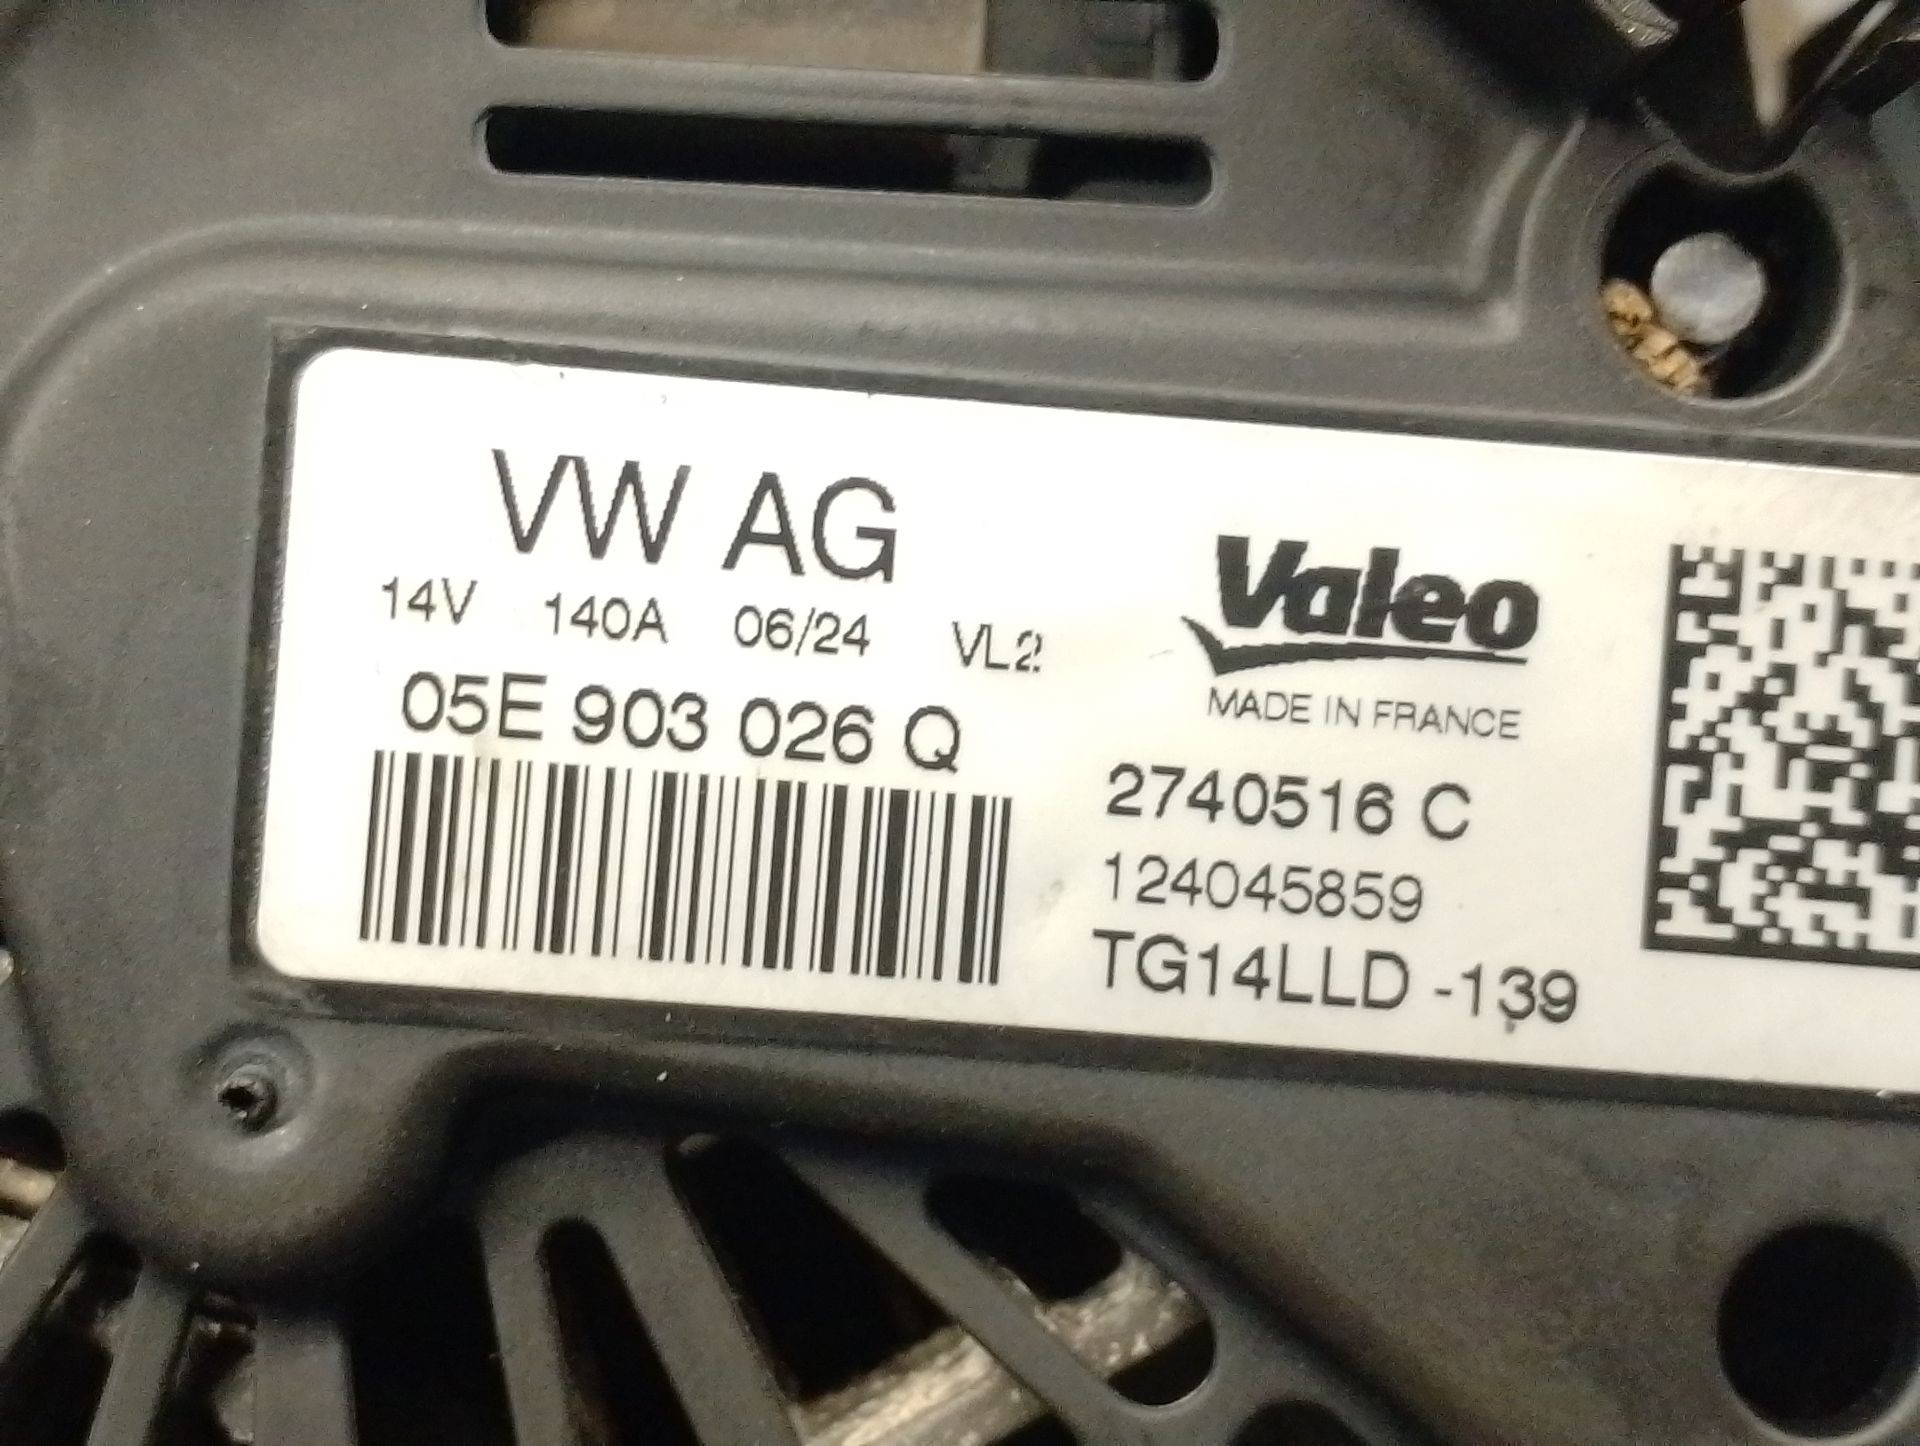 VW AG
14V 140A 06/24 VL2
05E 903 026 Q
Valeo
MADE IN FRANCE
2740516 C
124045859
TG14LLD -139